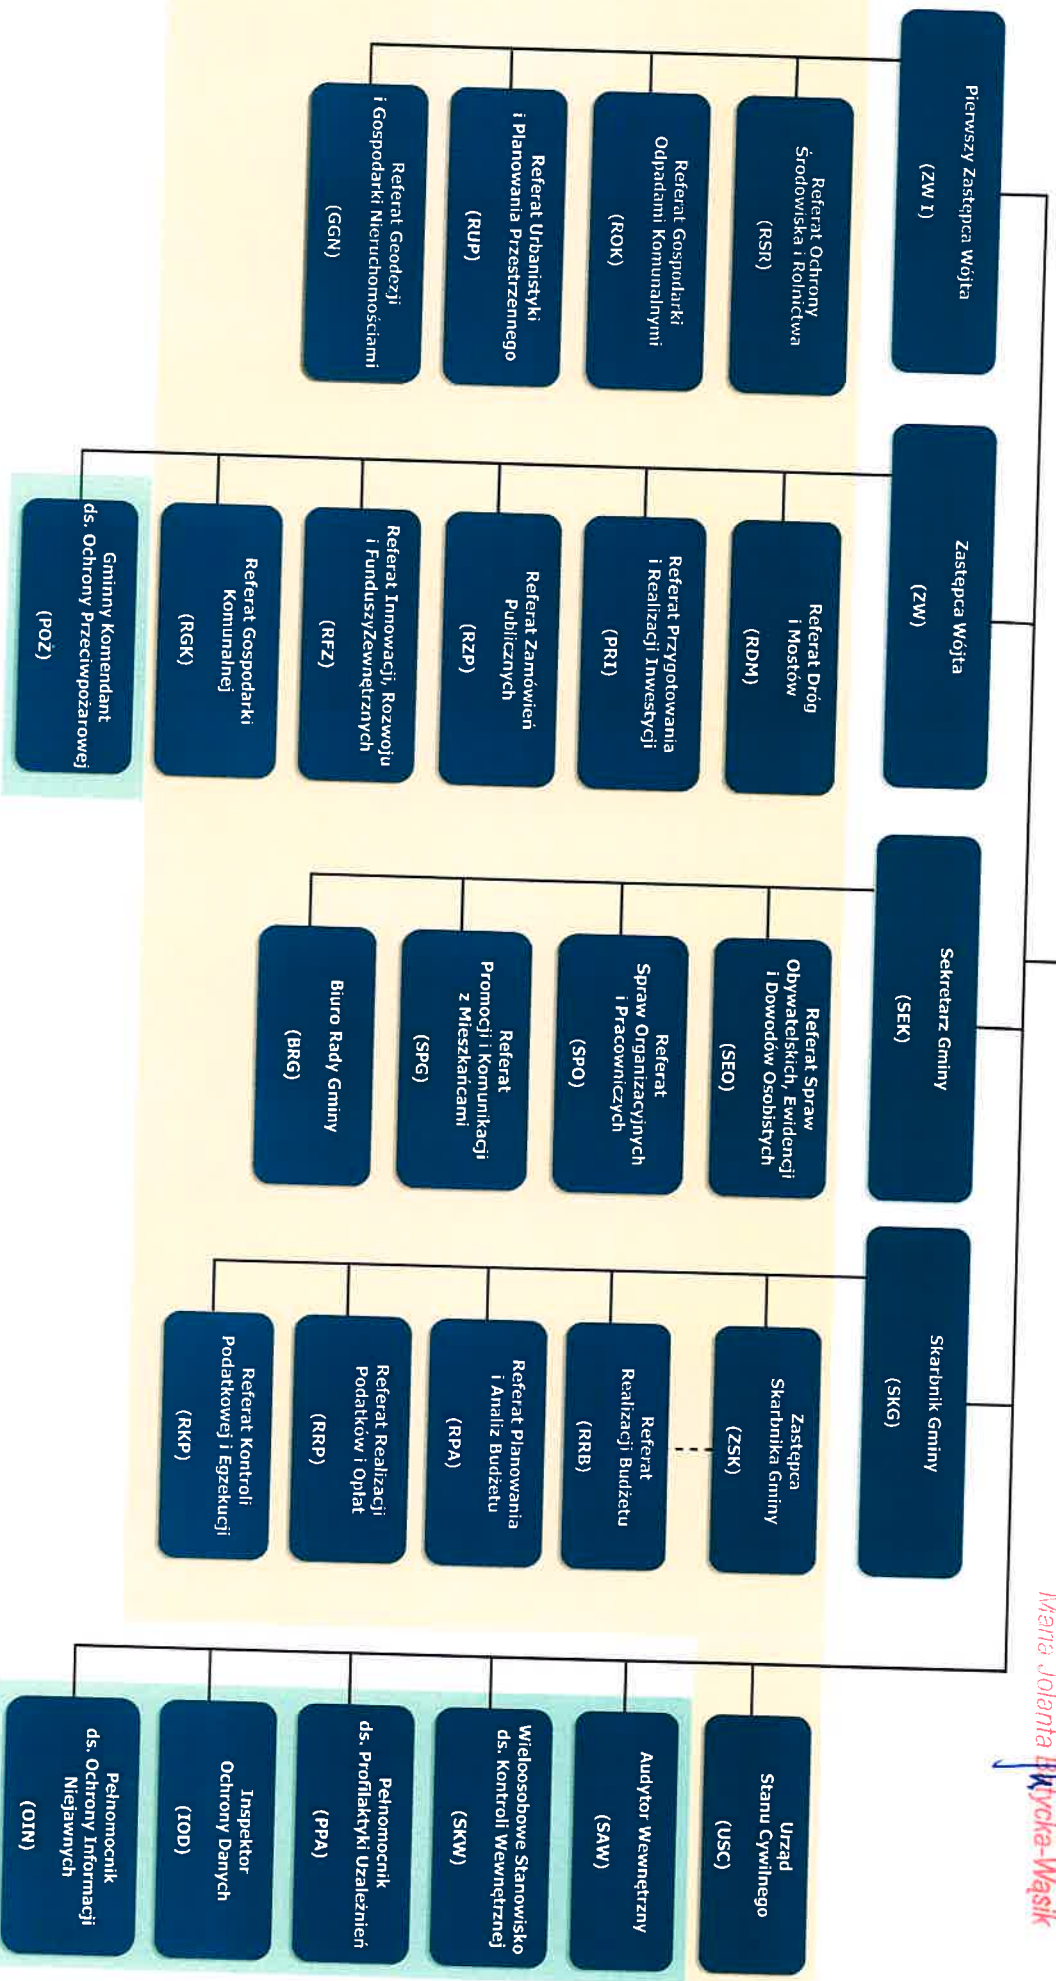 Maria Jolanta Batycka-Wąsik
Pierwszy Zastępca Wójta
(ZW I)
Referat Ochrony
Środowiska i Rolnictwa
(RSR)
Referat Gospodarki
Odpadami Komunalnymi
(ROK)
Referat Urbanistyki
i Planowania Przestrzennego
(RUP)
Referat Geodezji
i Gospodarki Nieruchomościami
(GGN)
Zastępca Wójta
(ZW)
Referat Dróg
i Mostów
(RDM)
Referat Przygotowania
i Realizacji Inwestycji
(PRI)
Referat Zamówień
Publicznych
(RZP)
Referat Innowacji, Rozwoju
i FunduszyZewnętrznych
(RFZ)
Referat Gospodarki
Komunalnej
(RGK)
Gminny Komendant
ds. Ochrony Przeciwpożarowej
(POŻ)
Sekretarz Gminy
(SEK)
Referat Spraw
Obywatelskich, Ewidencji
i Dowodów Osobistych
(SEO)
Referat
Spraw Organizacyjnych
i Pracowniczych
(SPO)
Referat
Promocji i Komunikacji
z Mieszkańcami
(SPG)
Biuro Rady Gminy
(BRG)
Skarbnik Gminy
(SKG)
Zastępca
Skarbnika Gminy
(ZSK)
Referat
Realizacji Budżetu
(RRB)
Referat Planowania
i Analiz Budżetu
(RPA)
Referat Realizacji
Podatków i Opłat
(RRP)
Referat Kontroli
Podatkowej i Egzekucji
(RKP)
Urząd
Stanu Cywilnego
(USC)
Audytor Wewnętrzny
(SAW)
Wieloosobowe Stanowisko
ds. Kontroli Wewnętrznej
(SKW)
Pełnomocnik
ds. Profilaktyki Uzależnień
(PPA)
Inspektor
Ochrony Danych
(IOD)
Pełnomocnik
ds. Ochrony Informacji
Niejawnych
(OIN)